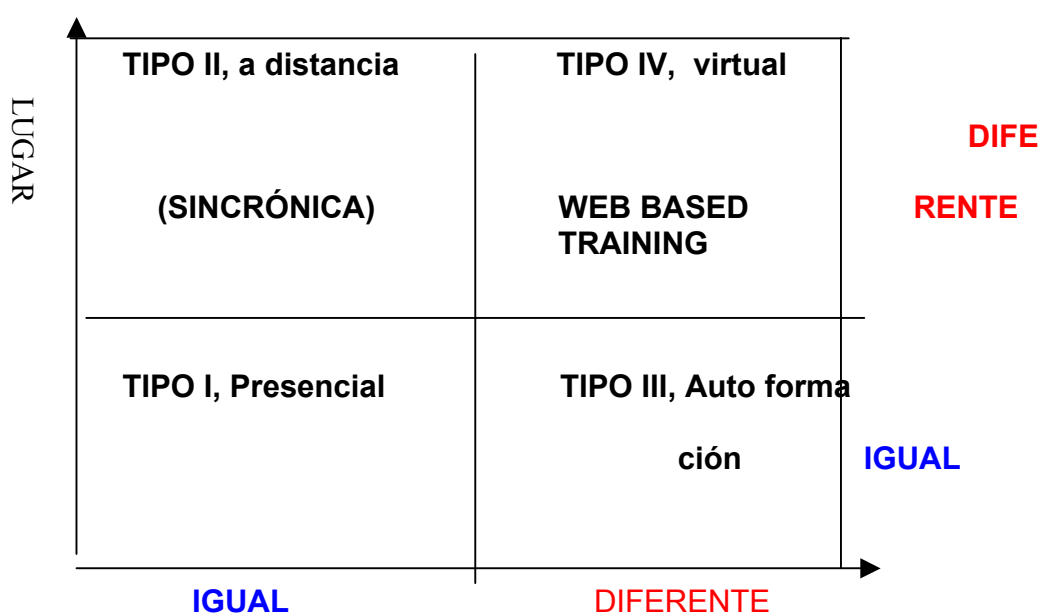 TIPO II, a distancia
TIPO IV,  virtual
LUGAR
DIFE
(SINCRÓNICA)
WEB BASED
TRAINING
RENTE
TIPO I, Presencial
TIPO III, Auto forma
ción
IGUAL
IGUAL
DIFERENTE